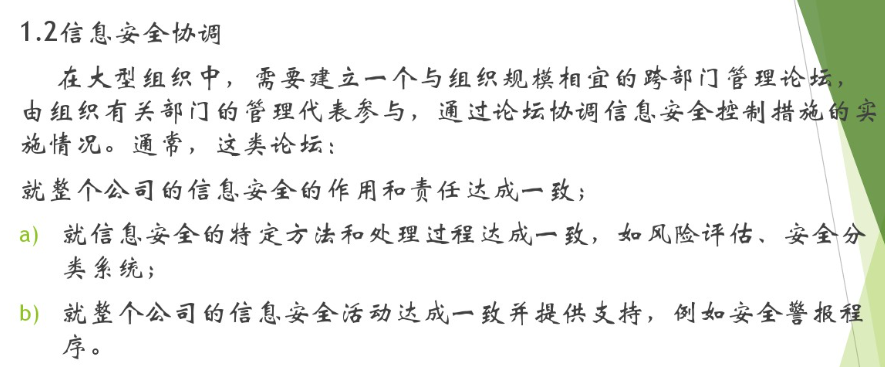 1.2信息安全协调
在大型组织中，需要建立一个与组织规模相宜的跨部门管理论坛，
由组织有关部门的管理代表参与，通过论坛协调信息安全控制措施的实
施情况。通常，这类论坛：
就整个公司的信息安全的作用和责任达成一致；
a) 就信息安全的特定方法和处理过程达成一致，如风险评估、安全分
类系统；
b) 就整个公司的信息安全活动达成一致并提供支持，例如安全警报程
序。